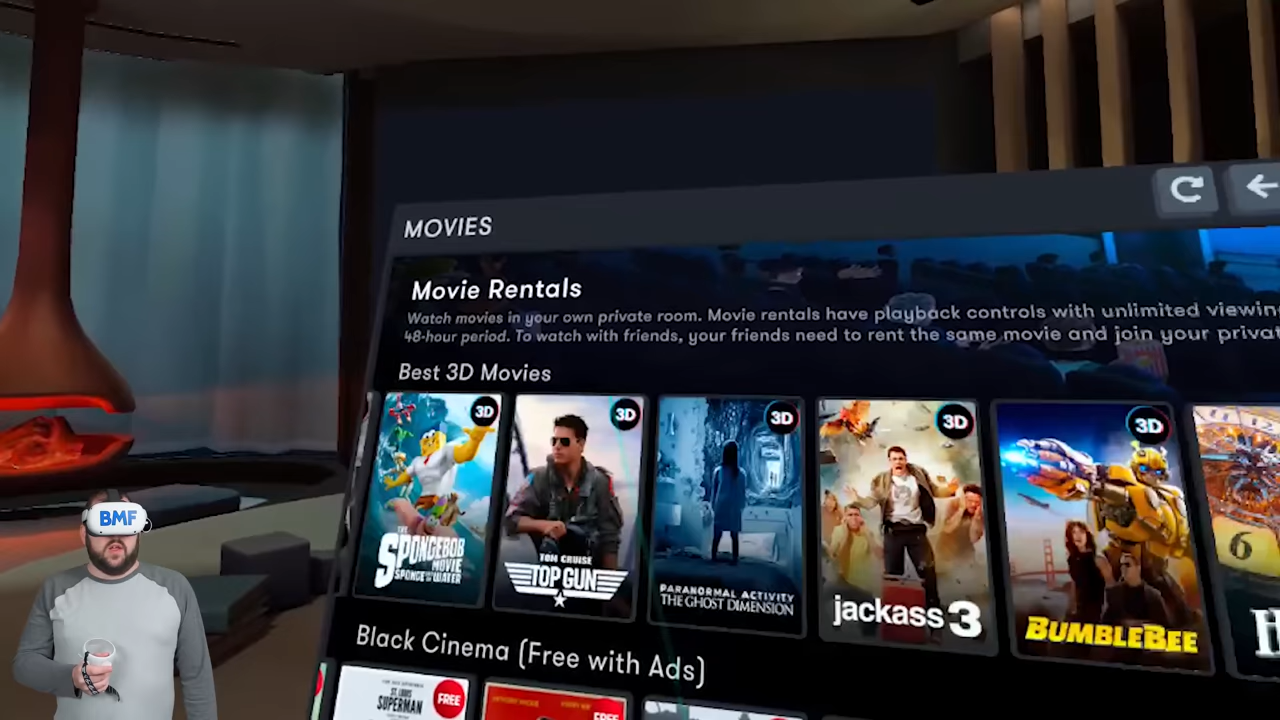 MOVIES
Movie Rentals
Watch movies in your own private room. Movie rentals have playback controls with unlimited
48-hour period. To watch with friends, your friends need to rent the same movie and join your
Best 3D Movies
3D
3D
3D
3D
3D
THE
SPONGEBOB
MOVIE
SPONGE OUT OF WATER
TOM CRUISE
TOP GUN
PARANORMAL ACTIVITY
THE GHOST DIMENSION
jackass 3
BUMBLEBEE
12
6
H
BMF
Black Cinema (Free with Ads)
ST. LOUIS
SUPERMAN
FREE
FREE